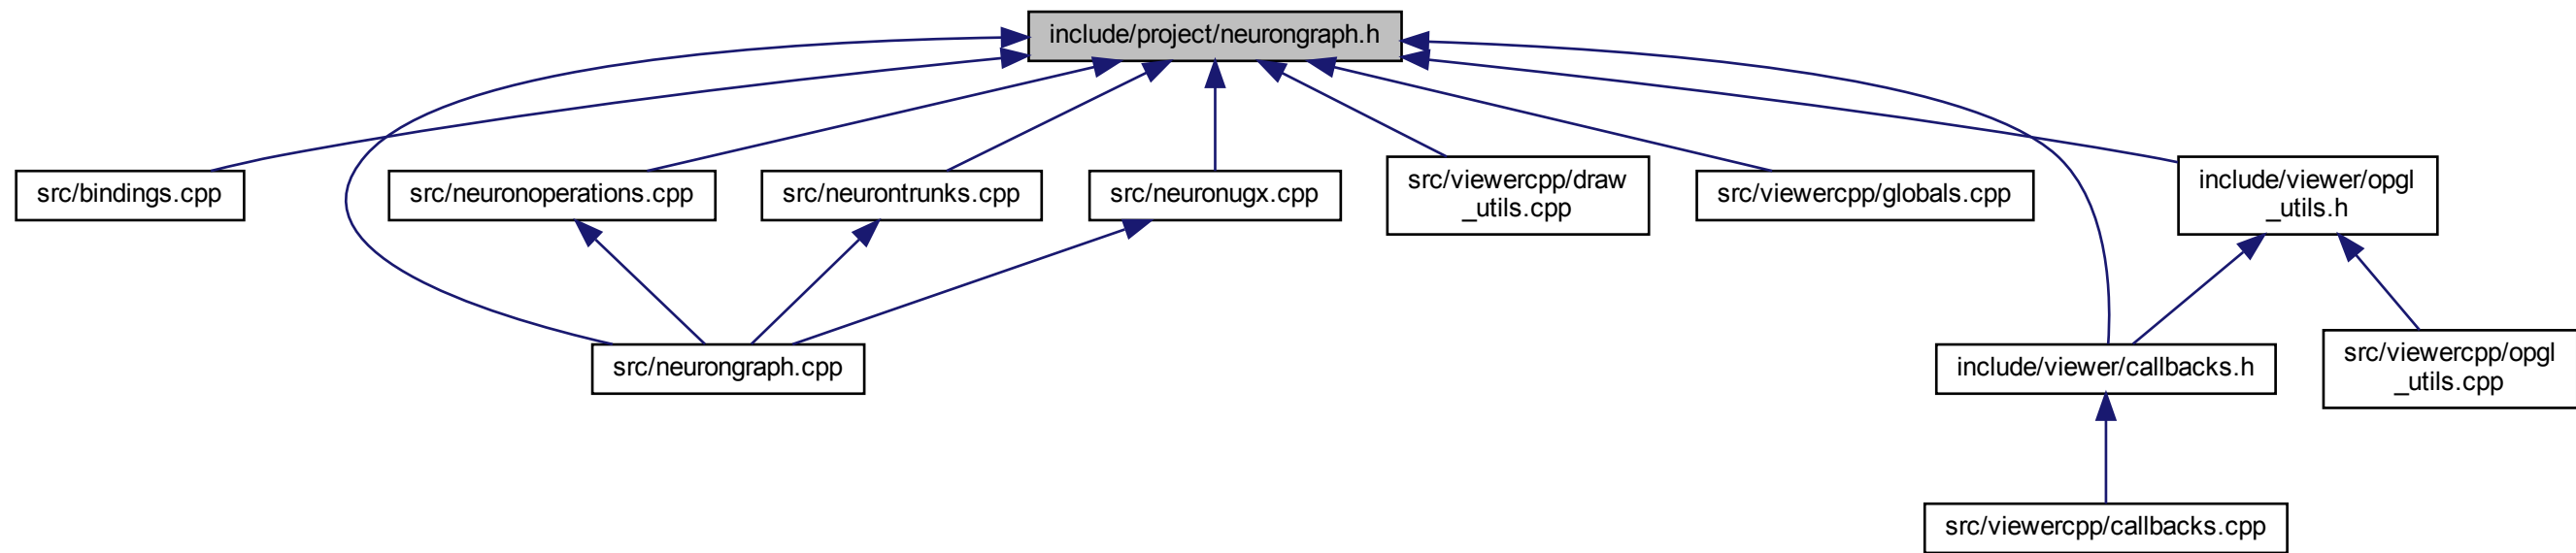 include/project/neurongraph.h
src/bindings.cpp
src/neuronoperations.cpp
src/neurontrunks.cpp
src/neuronugx.cpp
src/viewercpp/draw
_utils.cpp
src/viewercpp/globals.cpp
include/viewer/opgl
_utils.h
src/neurongraph.cpp
include/viewer/callbacks.h
src/viewercpp/opgl
_utils.cpp
src/viewercpp/callbacks.cpp